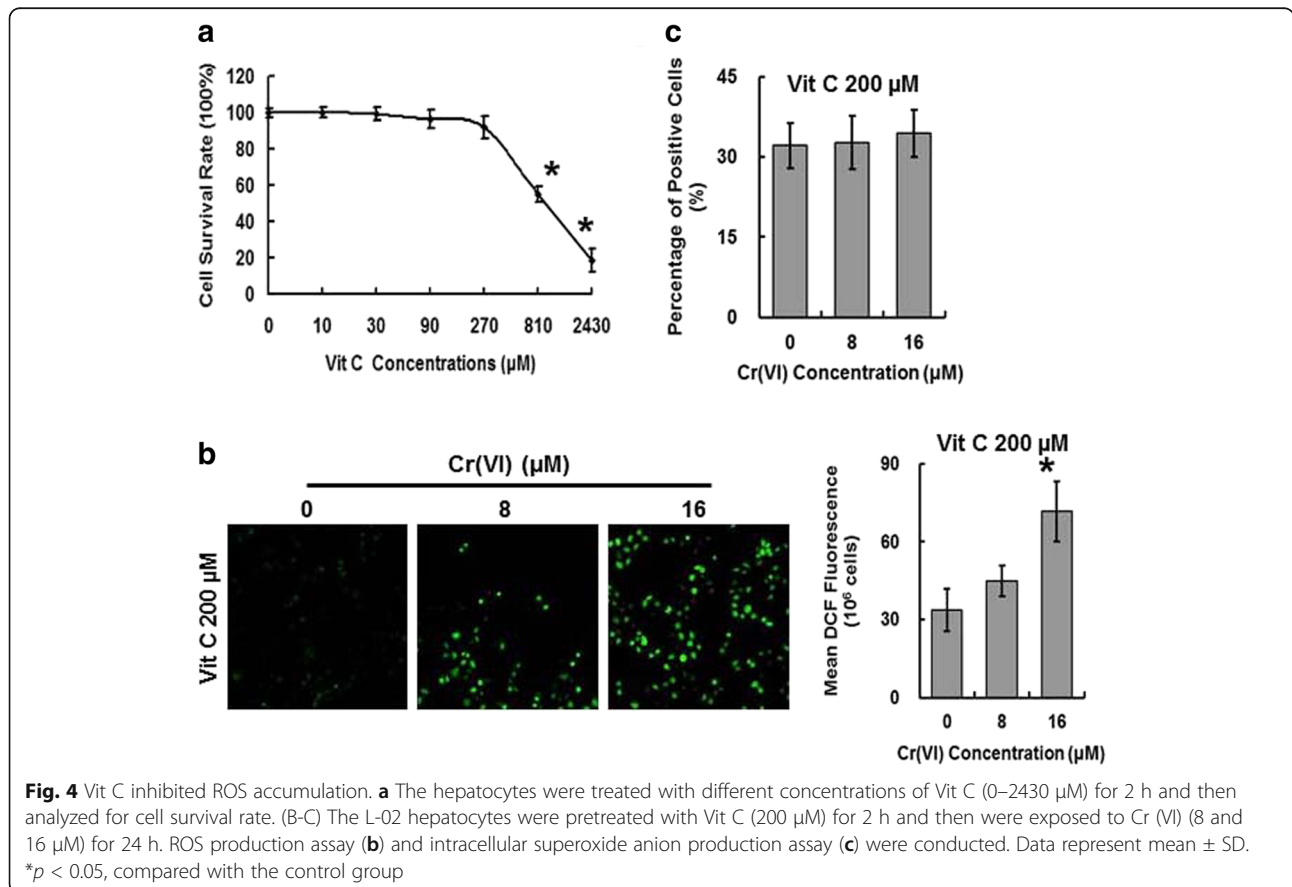 a
Cell Survival Rate (100%)
120
100
80
60
40
20
0
*
*
0 10 30 90 270 810 2430
Vit C Concentrations (µM)
c
Vit C 200 µM
Percentage of Positive Cells
(%)
45
30
15
0
0 8 16
Cr(VI) Concentration (µM)
b
Cr(VI) (µM)
0 8 16
Vit C 200 µM
Vit C 200 µM
*
Mean DCF Fluorescence
(10⁶ cells)
90
60
30
0
0 8 16
Cr(VI) Concentration (µM)
Fig. 4 Vit C inhibited ROS accumulation. a The hepatocytes were treated with different concentrations of Vit C (0–2430 µM) for 2 h and then
analyzed for cell survival rate. (B-C) The L-02 hepatocytes were pretreated with Vit C (200 µM) for 2 h and then were exposed to Cr (VI) (8 and
16 µM) for 24 h. ROS production assay (b) and intracellular superoxide anion production assay (c) were conducted. Data represent mean ± SD.
*p < 0.05, compared with the control group